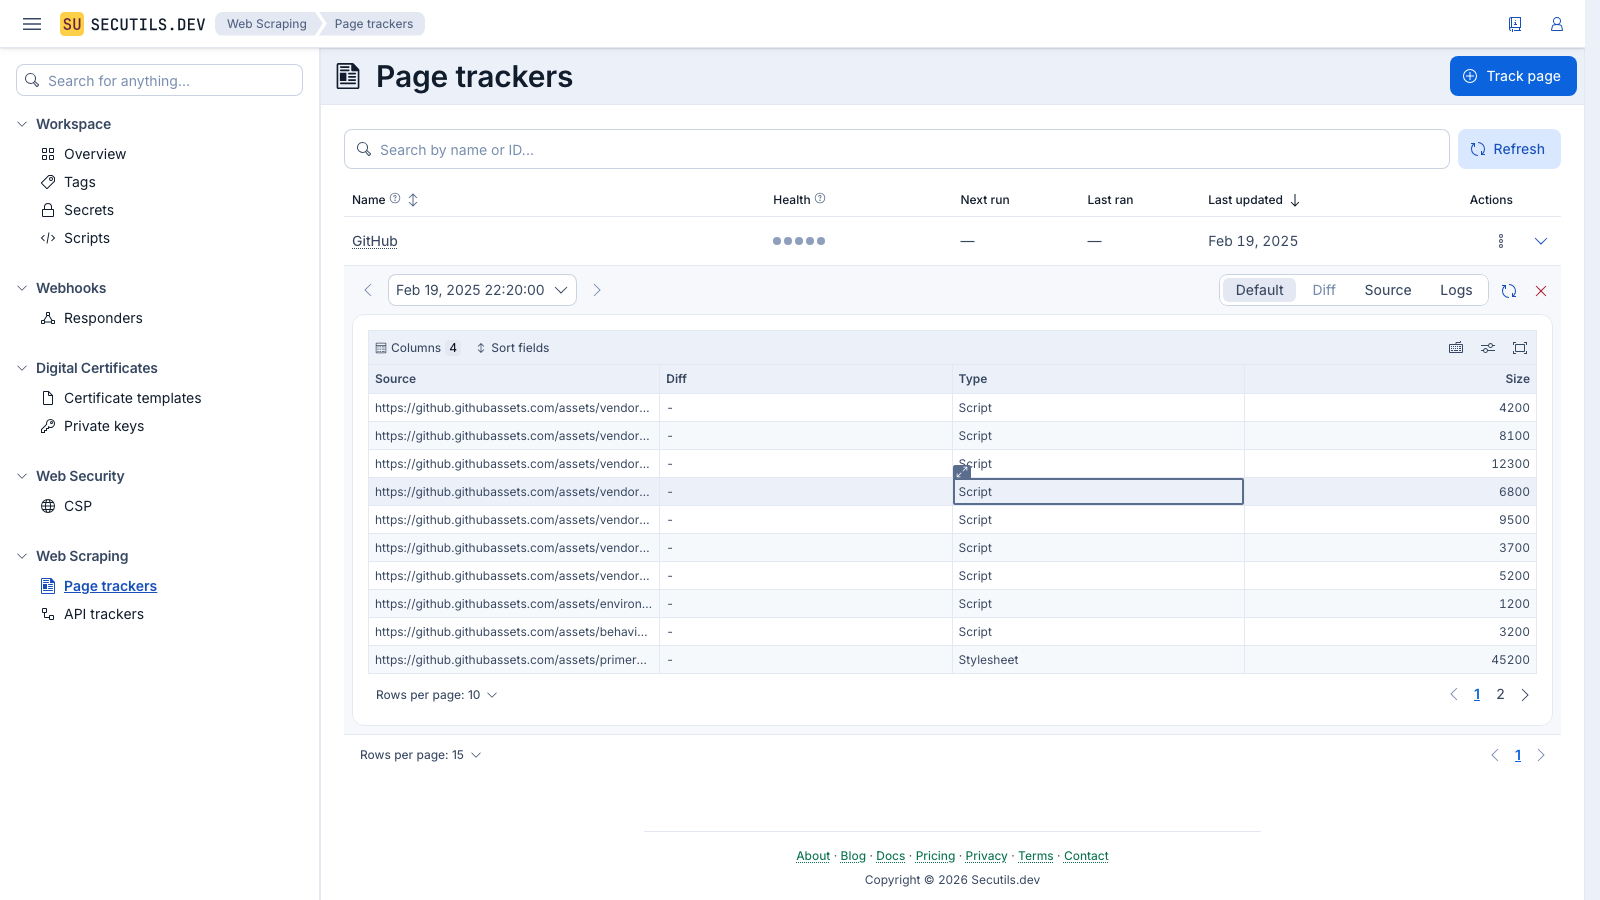 SU SECUTILS.DEV Web Scraping Page trackers
Search for anything...
Page trackers
Track page
Workspace
Overview
Tags
Secrets
Scripts
Webhooks
Responders
Digital Certificates
Certificate templates
Private keys
Web Security
CSP
Web Scraping
Page trackers
API trackers
Search by name or ID...
Refresh
Name Health Next run Last ran Last updated Actions
GitHub — — Feb 19, 2025
Feb 19, 2025 22:20:00 Default Diff Source Logs
Columns 4 Sort fields
Source Diff Type Size
https://github.githubassets.com/assets/vendor... - Script 4200
https://github.githubassets.com/assets/vendor... - Script 8100
https://github.githubassets.com/assets/vendor... - Script 12300
https://github.githubassets.com/assets/vendor... - Script 6800
https://github.githubassets.com/assets/vendor... - Script 9500
https://github.githubassets.com/assets/vendor... - Script 3700
https://github.githubassets.com/assets/vendor... - Script 5200
https://github.githubassets.com/assets/environ... - Script 1200
https://github.githubassets.com/assets/behavi... - Script 3200
https://github.githubassets.com/assets/primer... - Stylesheet 45200
Rows per page: 10 1 2
Rows per page: 15 1
About · Blog · Docs · Pricing · Privacy · Terms · Contact
Copyright © 2026 Secutils.dev